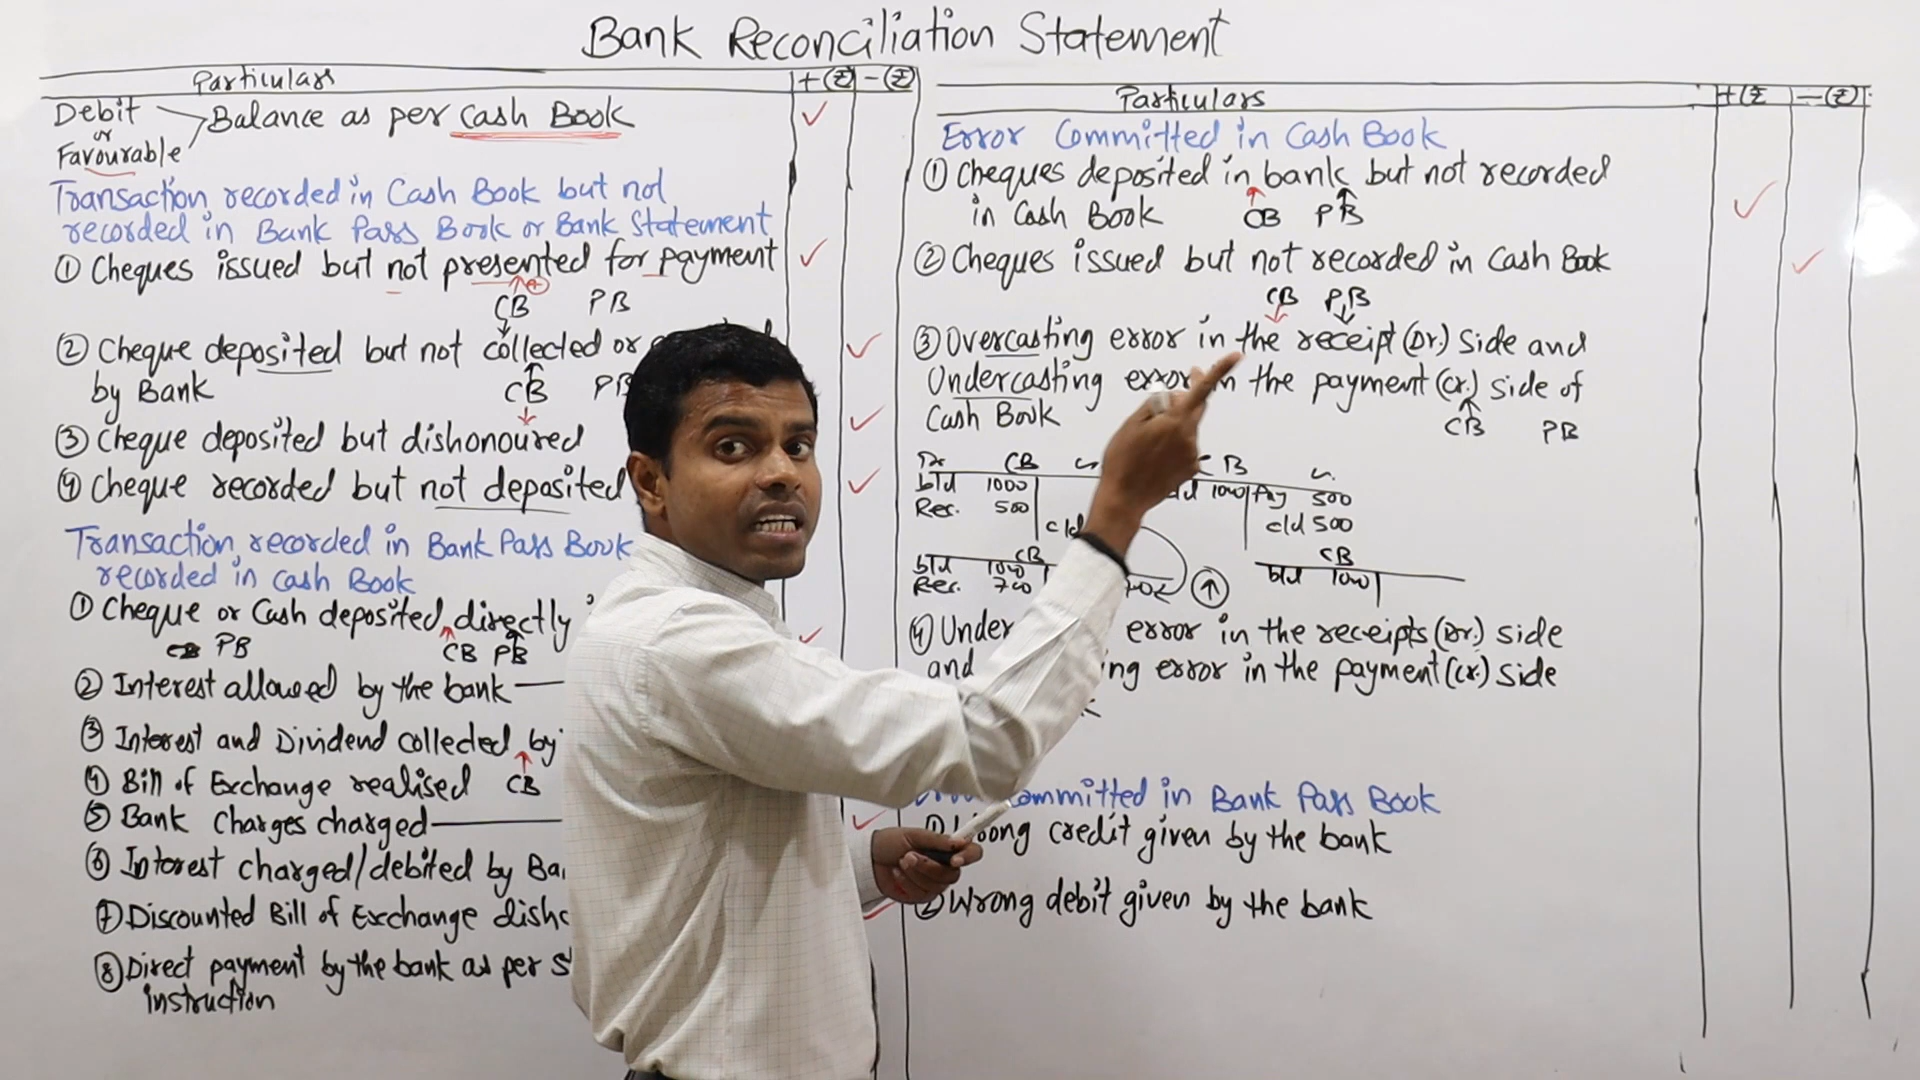 Bank Reconciliation Statement
Particulars +(₹) -(₹)
Debit
or
Favourable
Balance as per Cash Book
Transaction recorded in Cash Book but not
recorded in Bank Pass Book or Bank Statement
① Cheques issued but not presented for payment
CB PB
② Cheque deposited but not collected or
by Bank CB PB
③ Cheque deposited but dishonoured
④ Cheque recorded but not deposited
Transaction recorded in Bank Pass Book
recorded in Cash Book
① Cheque or Cash deposited directly
PB CB PB
② Interest allowed by the bank
③ Interest and Dividend collected by
④ Bill of Exchange realised CB
⑤ Bank charges charged
⑥ Interest charged/debited by
⑦ Discounted Bill of Exchange
⑧ Direct payment by the bank as per
instruction
Particulars +(₹ -(₹)
Error Committed in Cash Book
① Cheques deposited in bank but not recorded
in Cash Book CB PB
② Cheques issued but not recorded in Cash Book
CB PB
③ Overcasting error in the receipt (Dr.) side and
Undercasting error in the payment (Cr.) side of
Cash Book CB PB
Dr CB CB Cr.
b/d 1000 1000 Pay 500
Rec. 500 c/d c/d 500
CB CB
b/d 1000 b/d 1000
Rec. 700
④ Under error in the receipts (Dr.) side
and error in the payment (Cr.) side
committed in Bank Pass Book
① Wrong credit given by the bank
② Wrong debit given by the bank